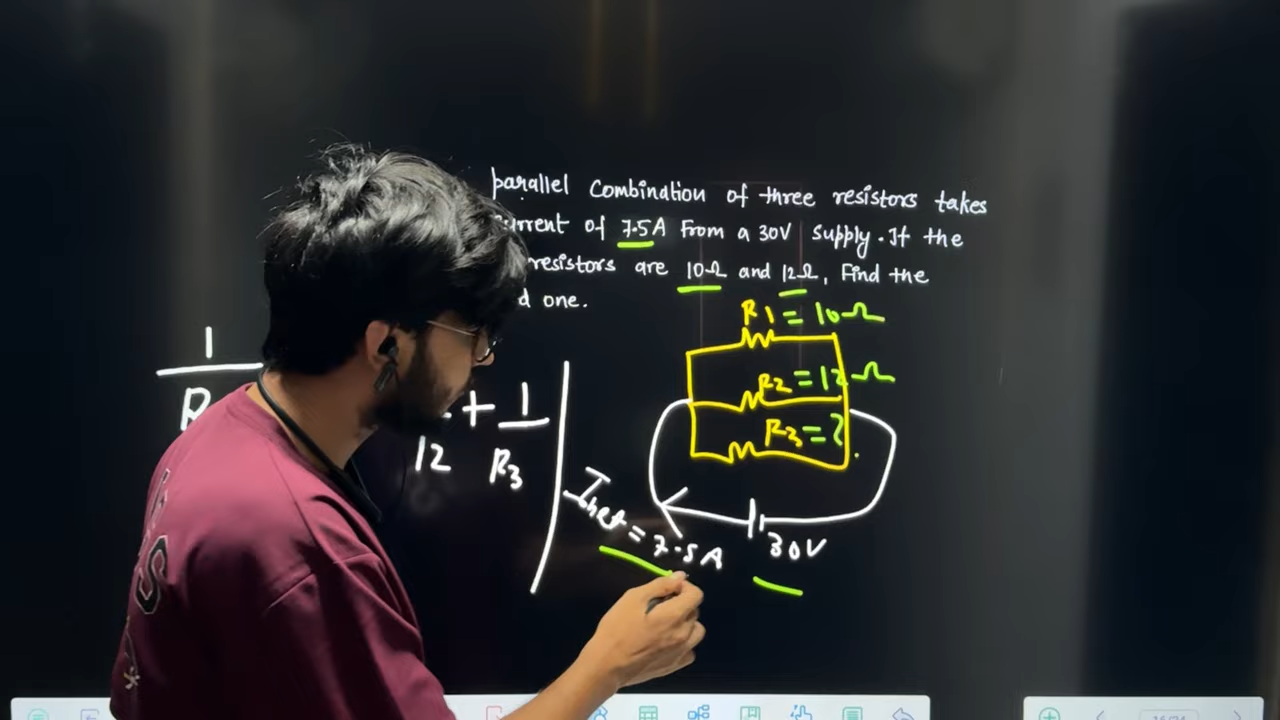 parallel combination of three resistors takes
current of 7.5A From a 30V supply. If the
resistors are 10Ω and 12Ω, Find the
one.
R1 = 10Ω
R2 = 12Ω
R3 = ?
1
12 + 1
R3
Inet = 7.5A
30V